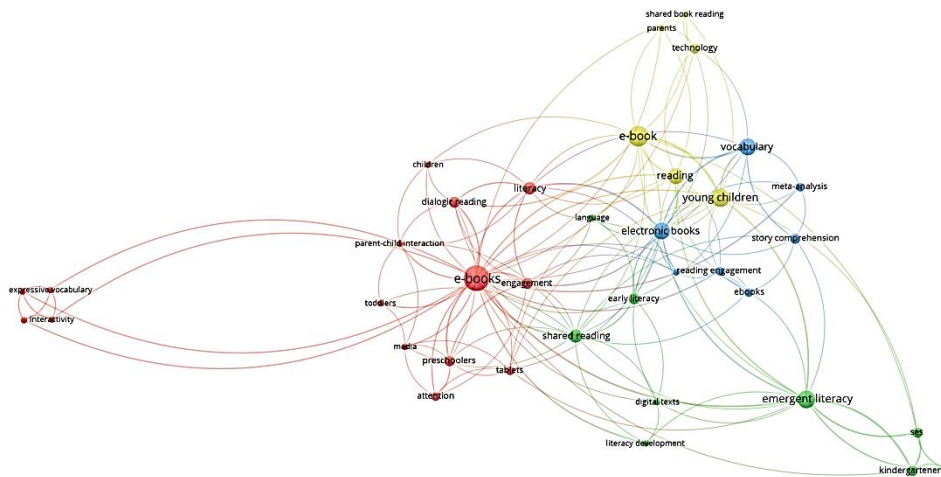 shared book reading
parents
technology
e-book
vocabulary
children
literacy
reading
meta-analysis
dialogic reading
young children
language
electronic books
story comprehension
parent-child-interaction
reading engagement
e-books
engagement
expressive vocabulary
ebooks
toddlers
early literacy
interactivity
shared reading
media
preschoolers
tablets
attention
digital texts
emergent literacy
ses
literacy development
kindergartener